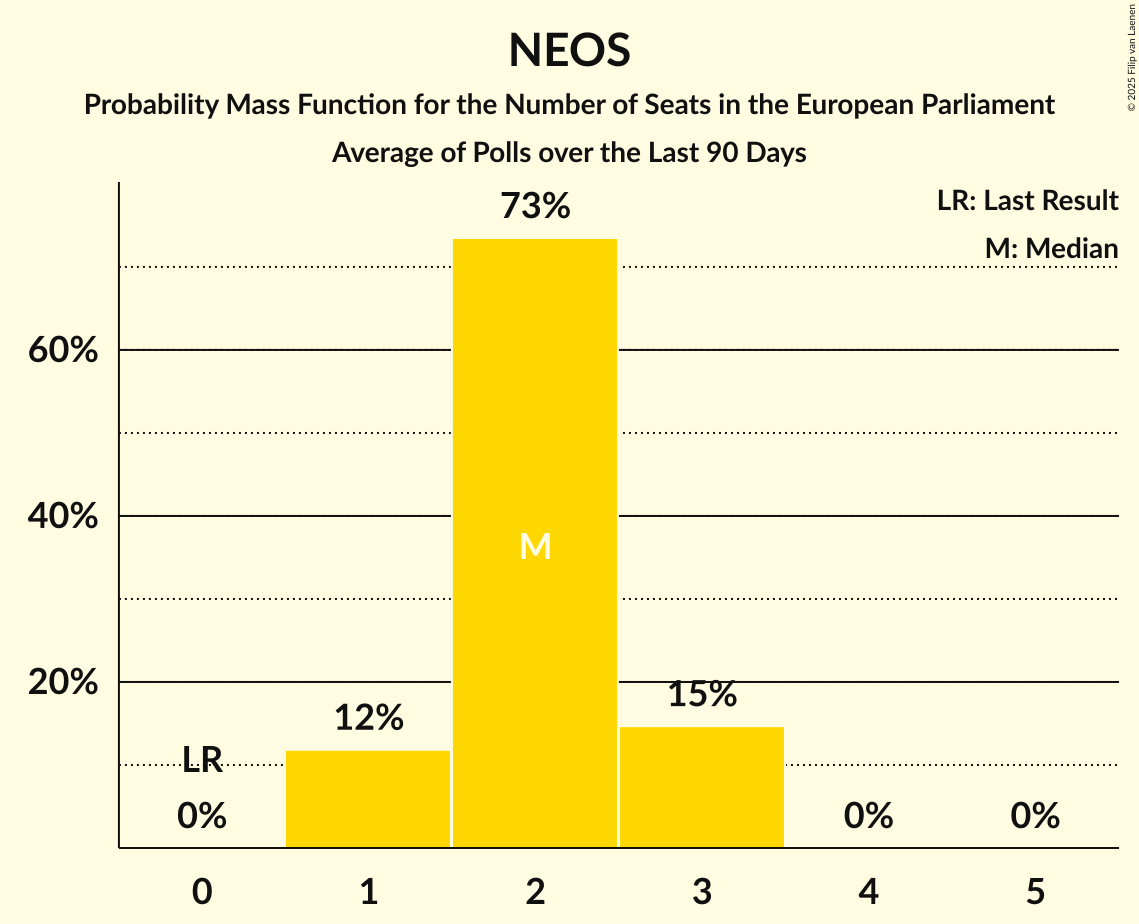 NEOS
Probability Mass Function for the Number of Seats in the European Parliament
Average of Polls over the Last 90 Days
© 2025 Filip van Laenen
LR: Last Result
M: Median
73%
60%
40%
M
20%
15%
12%
LR
0%
0%
0%
0
1
2
3
4
5